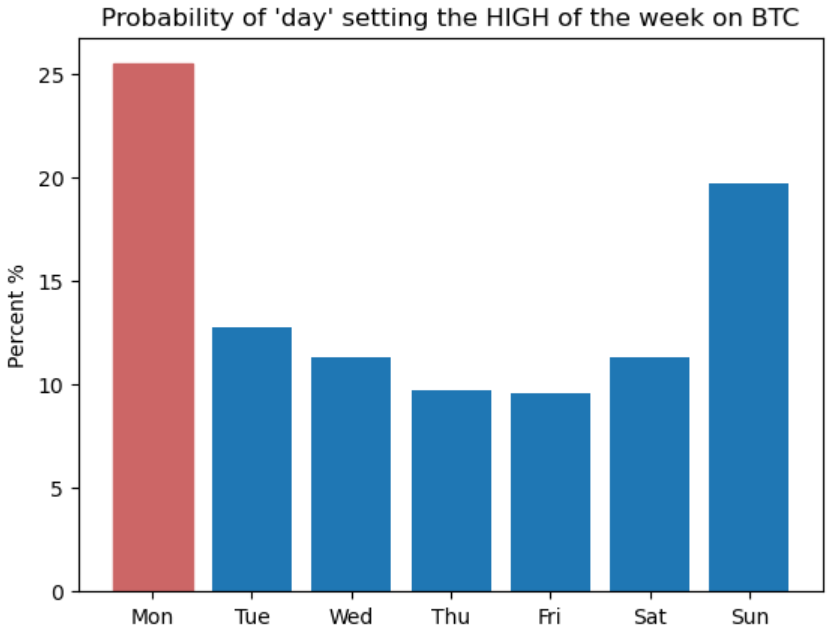 Probability of 'day' setting the HIGH of the week on BTC
Percent %
25
20
15
10
5
0
Mon Tue Wed Thu Fri Sat Sun